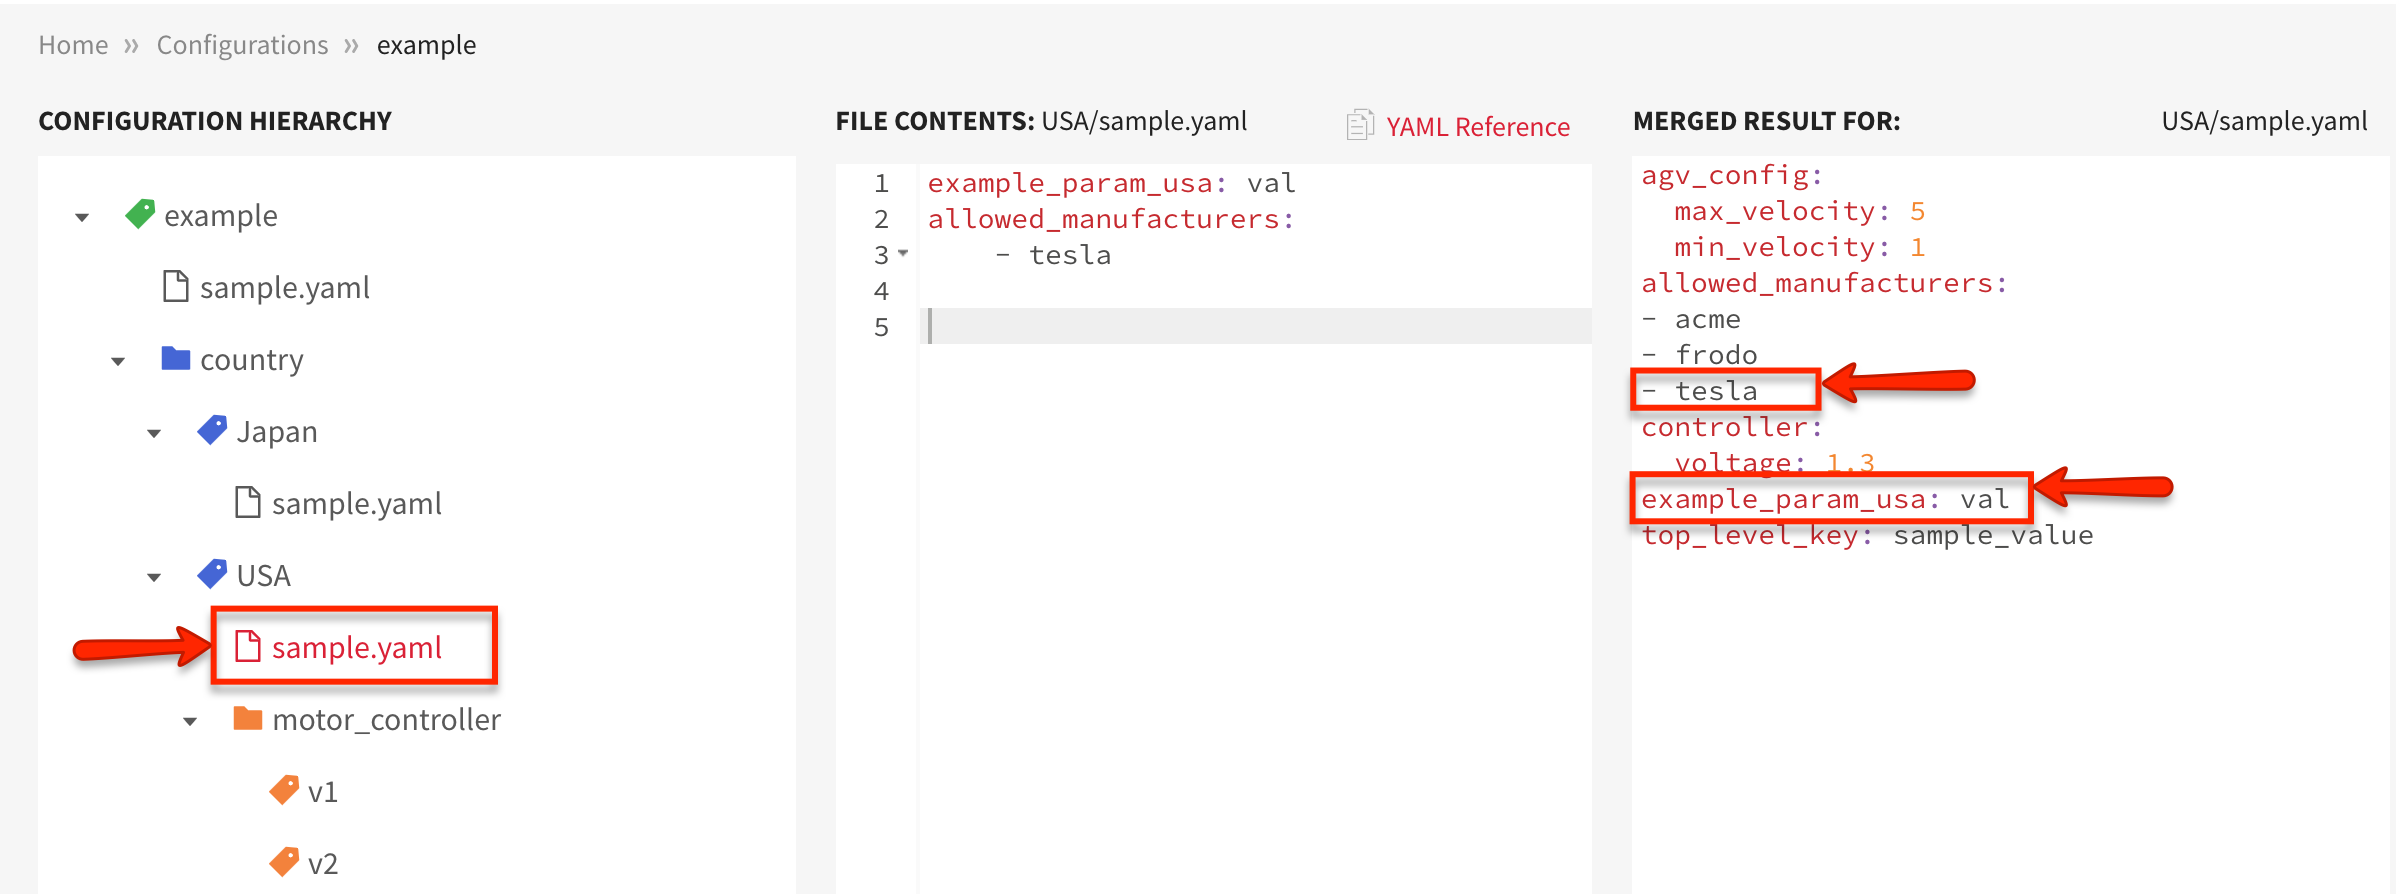 Home » Configurations » example
CONFIGURATION HIERARCHY
example
sample.yaml
country
Japan
sample.yaml
USA
sample.yaml
motor_controller
v1
v2
FILE CONTENTS: USA/sample.yaml
YAML Reference
1 example_param_usa: val
2 allowed_manufacturers:
3     - tesla
4
5
MERGED RESULT FOR: USA/sample.yaml
agv_config:
  max_velocity: 5
  min_velocity: 1
allowed_manufacturers:
- acme
- frodo
- tesla
controller:
  voltage: 1.3
example_param_usa: val
top_level_key: sample_value